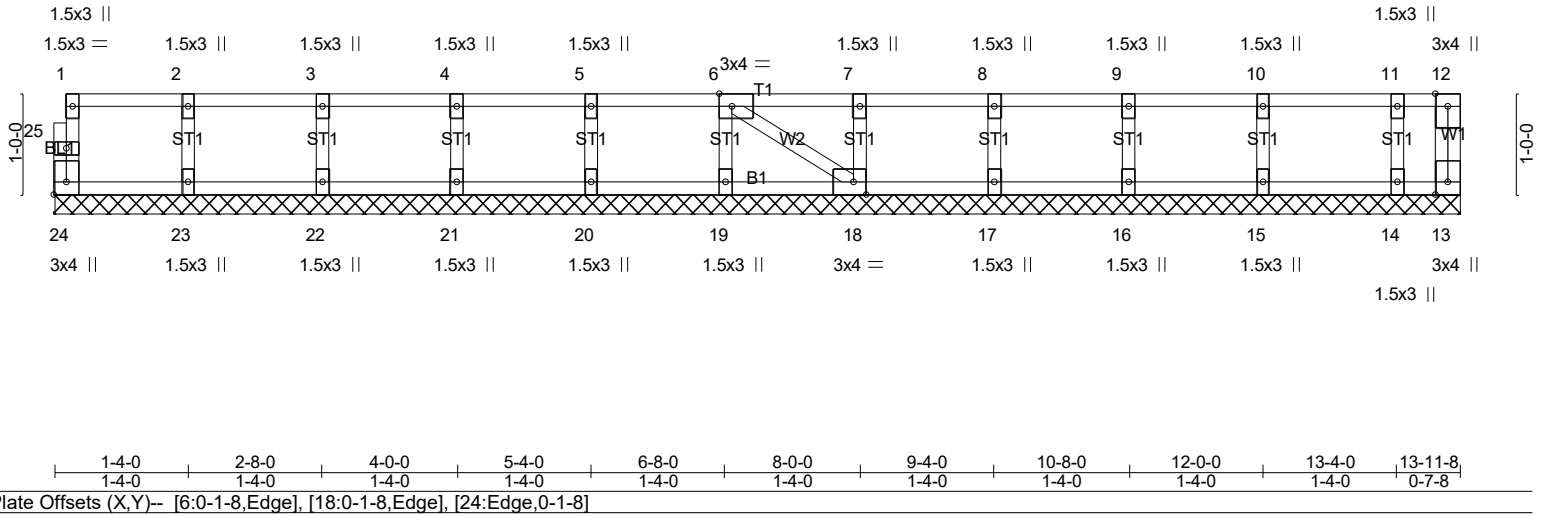 1.5x3 || 1.5x3 ||
1.5x3 = 1.5x3 || 1.5x3 || 1.5x3 || 1.5x3 || 1.5x3 || 1.5x3 || 1.5x3 || 1.5x3 || 3x4 ||
3x4 =
1 2 3 4 5 6 7 8 9 10 11 12
T1
1-0-0 25 BL1 ST1 ST1 ST1 ST1 ST1 W2 ST1 ST1 ST1 ST1 ST1 W1 1-0-0
B1
24 23 22 21 20 19 18 17 16 15 14 13
3x4 || 1.5x3 || 1.5x3 || 1.5x3 || 1.5x3 || 1.5x3 || 3x4 = 1.5x3 || 1.5x3 || 1.5x3 || 3x4 ||
1.5x3 ||
1-4-0 2-8-0 4-0-0 5-4-0 6-8-0 8-0-0 9-4-0 10-8-0 12-0-0 13-4-0 13-11-8
1-4-0 1-4-0 1-4-0 1-4-0 1-4-0 1-4-0 1-4-0 1-4-0 1-4-0 1-4-0 0-7-8
Plate Offsets (X,Y)-- [6:0-1-8,Edge], [18:0-1-8,Edge], [24:Edge,0-1-8]